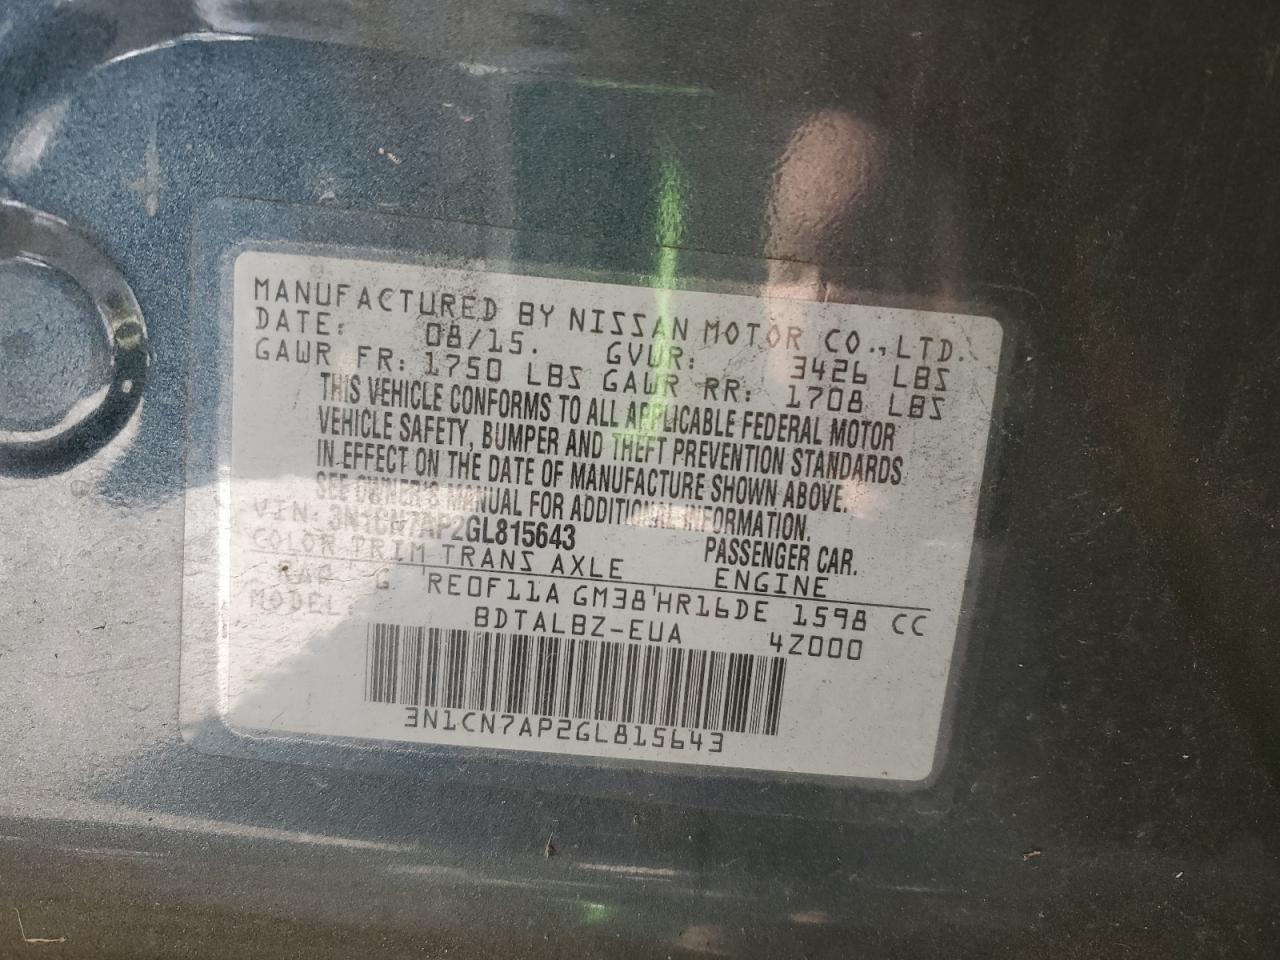 MANUFACTURED BY NISSAN MOTOR CO.,LTD.
DATE: 08/15. GVWR: 3426 LBS
GAWR FR: 1750 LBS GAWR RR: 1708 LBS
THIS VEHICLE CONFORMS TO ALL APPLICABLE FEDERAL MOTOR
VEHICLE SAFETY, BUMPER AND THEFT PREVENTION STANDARDS
IN EFFECT ON THE DATE OF MANUFACTURE SHOWN ABOVE.
SEE OWNER'S MANUAL FOR ADDITIONAL INFORMATION.
VIN: 3N1CN7AP2GL815643 PASSENGER CAR.
COLOR TRIM TRANS AXLE ENGINE
G RE0F11A GM38 HR16DE 1598 CC
MODEL: BDTALBZ-EUA 4Z000
3N1CN7AP2GL815643